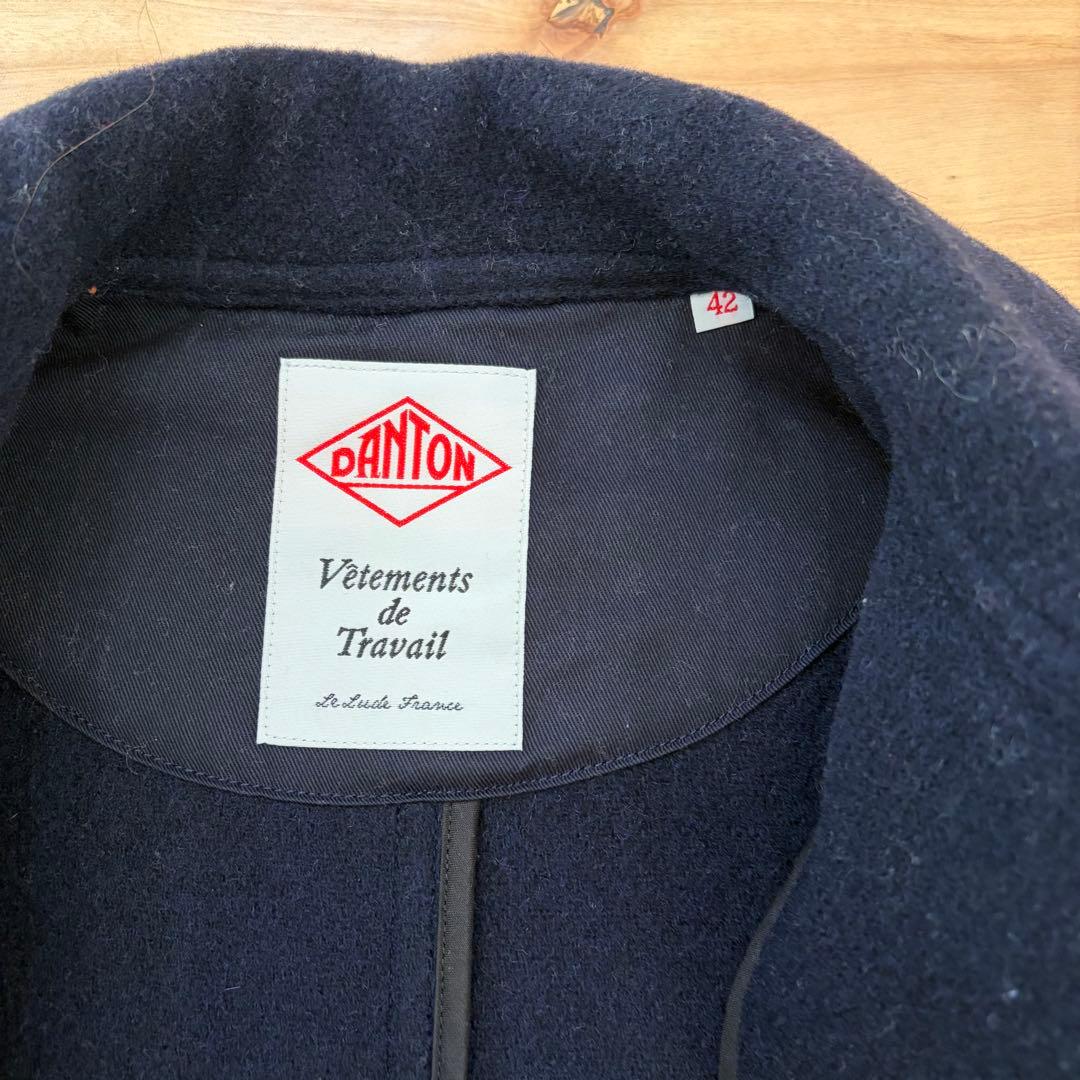 42
DANTON
Vêtements
de
Travail
Le Lude France